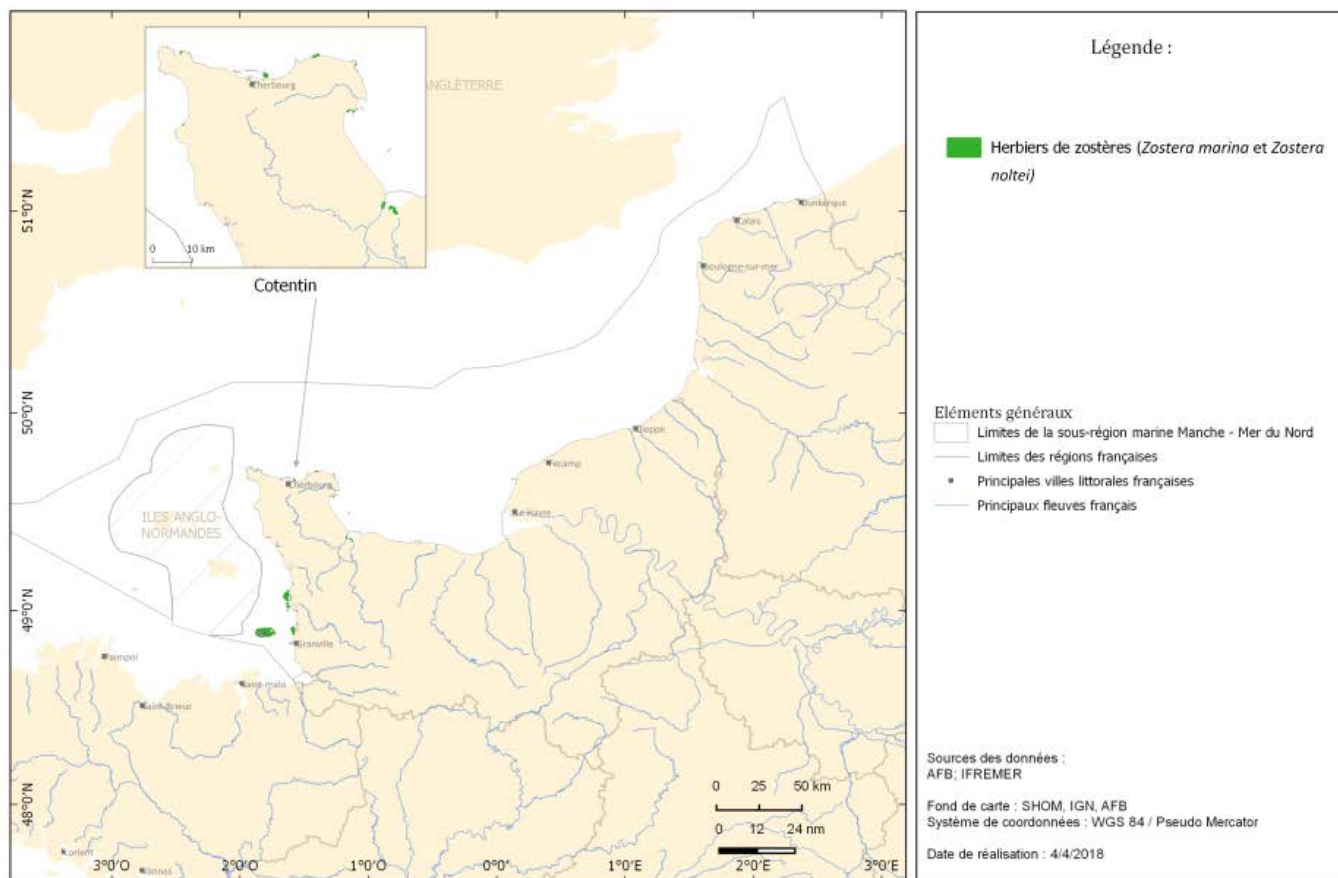 Cherbourg
ANGLETERRE
0 10 km
Cotentin
51°0'N
50°0'N
49°0'N
48°0'N
Dunkerque
Calais
Boulogne-sur-mer
Dieppe
Fecamp
Le-Havre
Cherbourg
ILES ANGLO-
NORMANDES
Granville
Paimpol
Saint-malo
Saint-Brieuc
Lorient
Vannes
0 25 50 km
0 12 24 nm
3°0'O 2°0'O 1°0'O 0°0'E 1°0'E 2°0'E 3°0'E
Légende :
Herbiers de zostères (Zostera marina et Zostera
noltei)
Eléments généraux
Limites de la sous-région marine Manche - Mer du Nord
Limites des régions françaises
Principales villes littorales françaises
Principaux fleuves français
Sources des données :
AFB; IFREMER
Fond de carte : SHOM, IGN, AFB
Système de coordonnées : WGS 84 / Pseudo Mercator
Date de réalisation : 4/4/2018